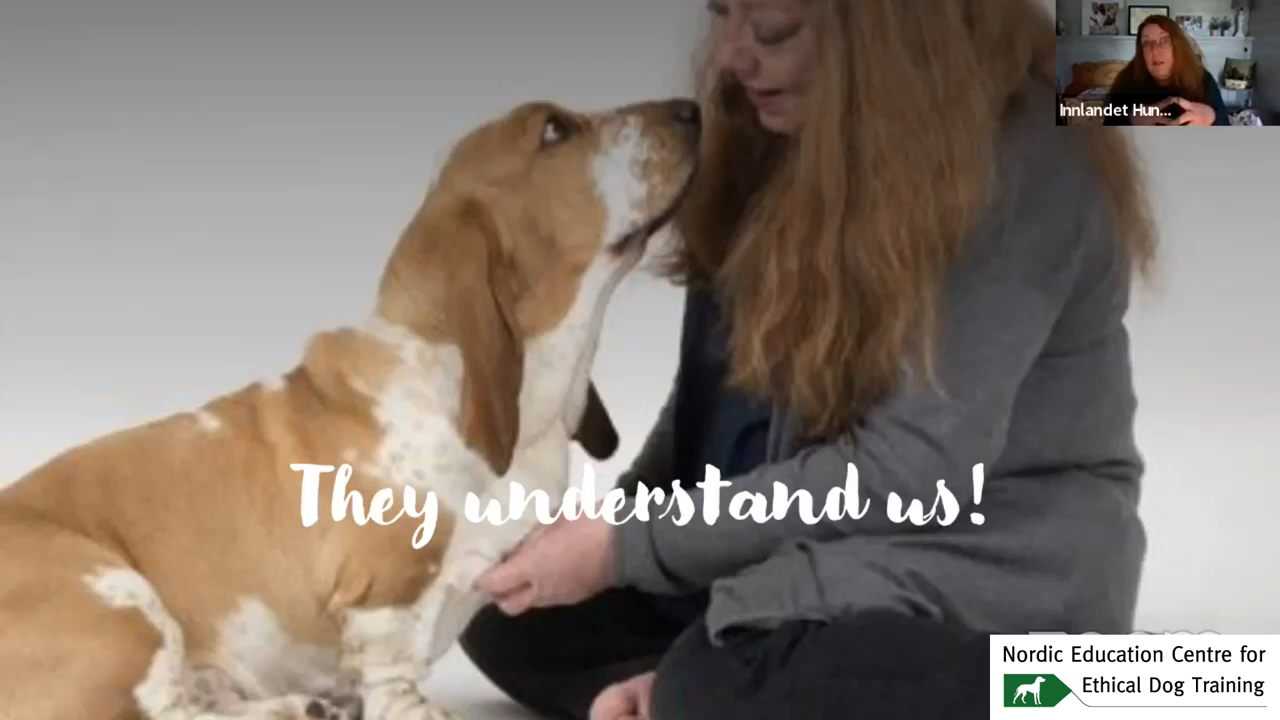 Innlandet Hun...
They understand us!
Nordic Education Centre for
Ethical Dog Training